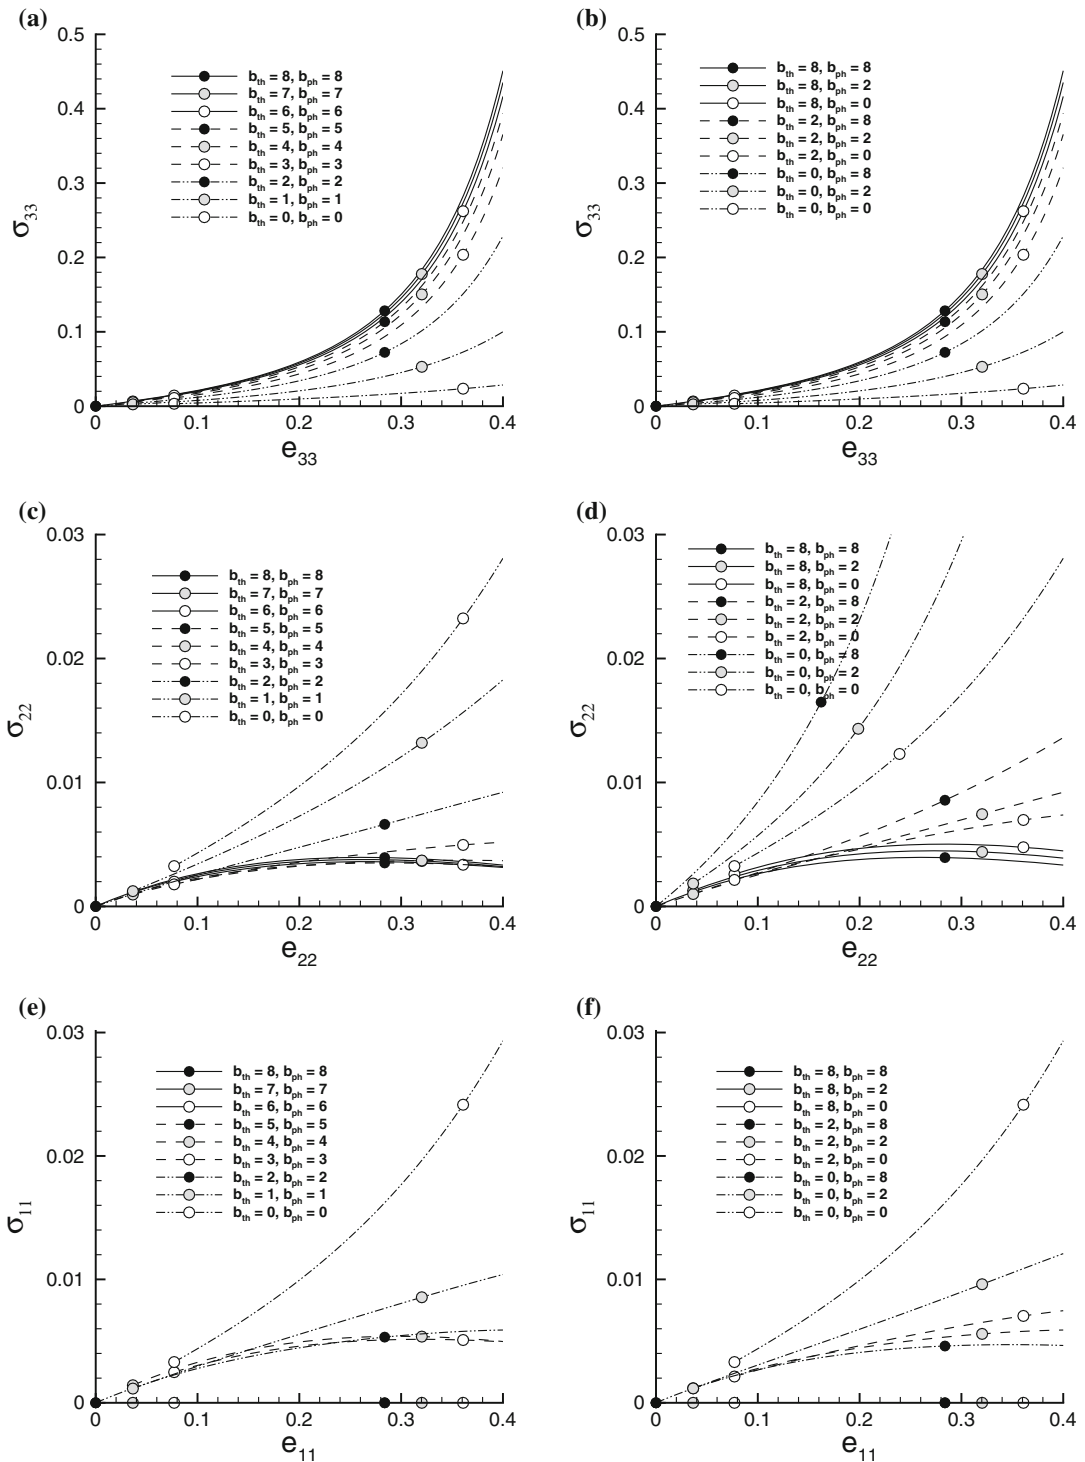 (a)
0.5
0.4
0.3
0.2
0.1
0
σ33
b_th = 8, b_ph = 8
b_th = 7, b_ph = 7
b_th = 6, b_ph = 6
b_th = 5, b_ph = 5
b_th = 4, b_ph = 4
b_th = 3, b_ph = 3
b_th = 2, b_ph = 2
b_th = 1, b_ph = 1
b_th = 0, b_ph = 0
0 0.1 0.2 0.3 0.4
e33
(b)
0.5
0.4
0.3
0.2
0.1
0
σ33
b_th = 8, b_ph = 8
b_th = 8, b_ph = 2
b_th = 8, b_ph = 0
b_th = 2, b_ph = 8
b_th = 2, b_ph = 2
b_th = 2, b_ph = 0
b_th = 0, b_ph = 8
b_th = 0, b_ph = 2
b_th = 0, b_ph = 0
0 0.1 0.2 0.3 0.4
e33
(c)
0.03
0.02
0.01
0
σ22
b_th = 8, b_ph = 8
b_th = 7, b_ph = 7
b_th = 6, b_ph = 6
b_th = 5, b_ph = 5
b_th = 4, b_ph = 4
b_th = 3, b_ph = 3
b_th = 2, b_ph = 2
b_th = 1, b_ph = 1
b_th = 0, b_ph = 0
0 0.1 0.2 0.3 0.4
e22
(d)
0.03
0.02
0.01
0
σ22
b_th = 8, b_ph = 8
b_th = 8, b_ph = 2
b_th = 8, b_ph = 0
b_th = 2, b_ph = 8
b_th = 2, b_ph = 2
b_th = 2, b_ph = 0
b_th = 0, b_ph = 8
b_th = 0, b_ph = 2
b_th = 0, b_ph = 0
0 0.1 0.2 0.3 0.4
e22
(e)
0.03
0.02
0.01
0
σ11
b_th = 8, b_ph = 8
b_th = 7, b_ph = 7
b_th = 6, b_ph = 6
b_th = 5, b_ph = 5
b_th = 4, b_ph = 4
b_th = 3, b_ph = 3
b_th = 2, b_ph = 2
b_th = 1, b_ph = 1
b_th = 0, b_ph = 0
0 0.1 0.2 0.3 0.4
e11
(f)
0.03
0.02
0.01
0
σ11
b_th = 8, b_ph = 8
b_th = 8, b_ph = 2
b_th = 8, b_ph = 0
b_th = 2, b_ph = 8
b_th = 2, b_ph = 2
b_th = 2, b_ph = 0
b_th = 0, b_ph = 8
b_th = 0, b_ph = 2
b_th = 0, b_ph = 0
0 0.1 0.2 0.3 0.4
e11